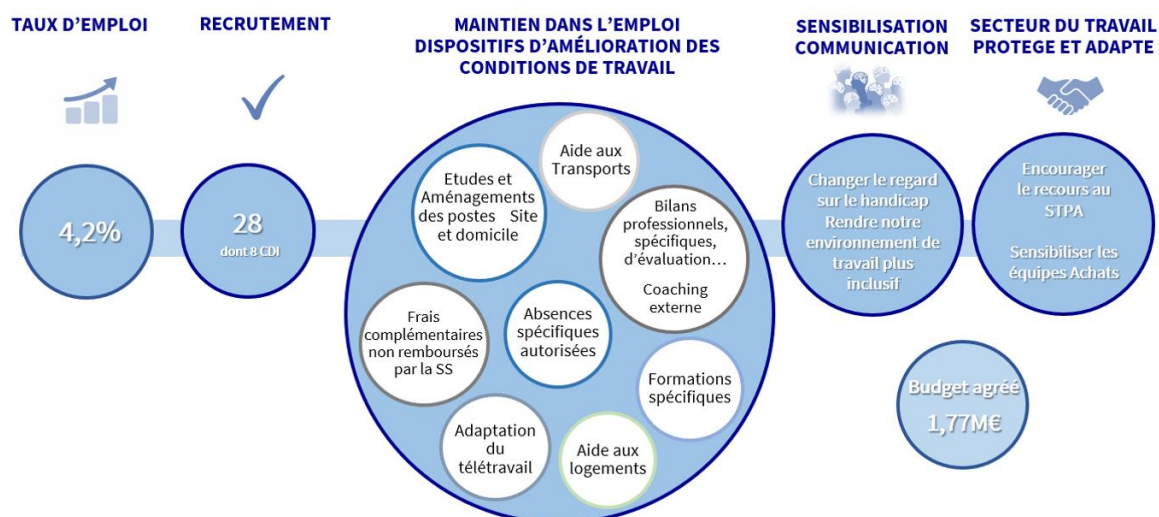 TAUX D'EMPLOI
4,2%
RECRUTEMENT
28
dont 8 CDI
MAINTIEN DANS L'EMPLOI
DISPOSITIFS D'AMÉLIORATION DES
CONDITIONS DE TRAVAIL
Aide aux
Transports
Etudes et
Aménagements
des postes Site
et domicile
Bilans
professionnels,
spécifiques,
d'évaluation…
Coaching
externe
Frais
complémentaires
non remboursés
par la SS
Absences
spécifiques
autorisées
Formations
spécifiques
Adaptation
du
télétravail
Aide aux
logements
SENSIBILISATION
COMMUNICATION
Changer le regard
sur le handicap
Rendre notre
environnement de
travail plus
inclusif
SECTEUR DU TRAVAIL
PROTEGE ET ADAPTE
Encourager
le recours au
STPA
Sensibiliser les
équipes Achats
Budget agréé
1,77M€